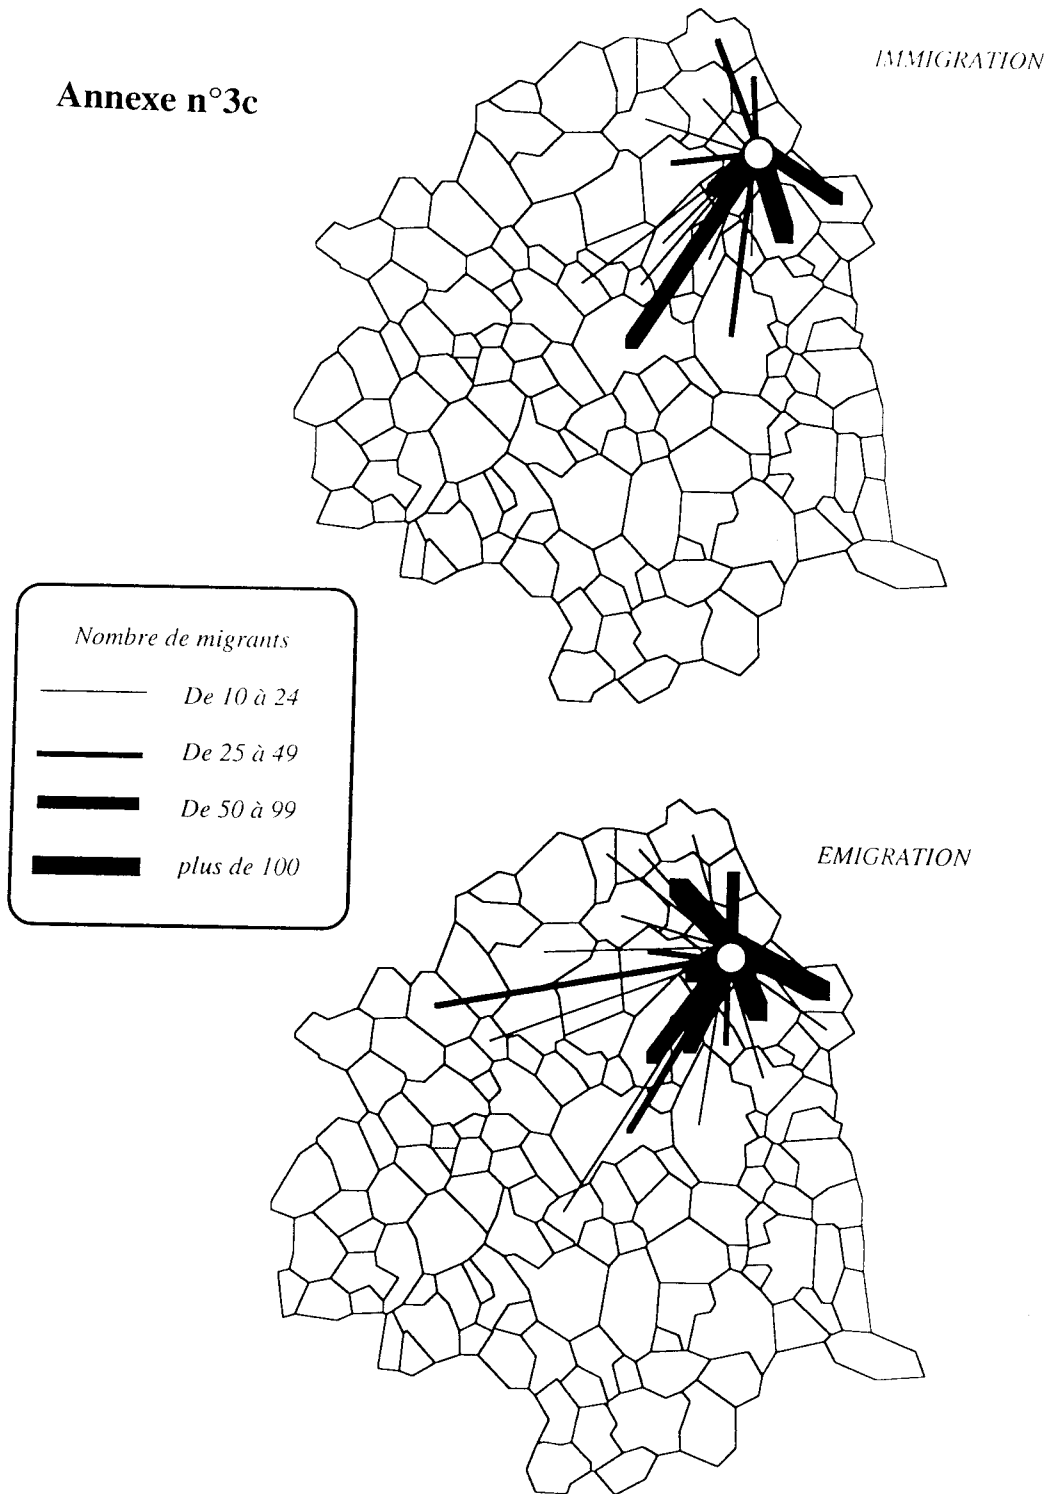 IMMIGRATION
Annexe n°3c
Nombre de migrants
De 10 à 24
De 25 à 49
De 50 à 99
plus de 100
EMIGRATION